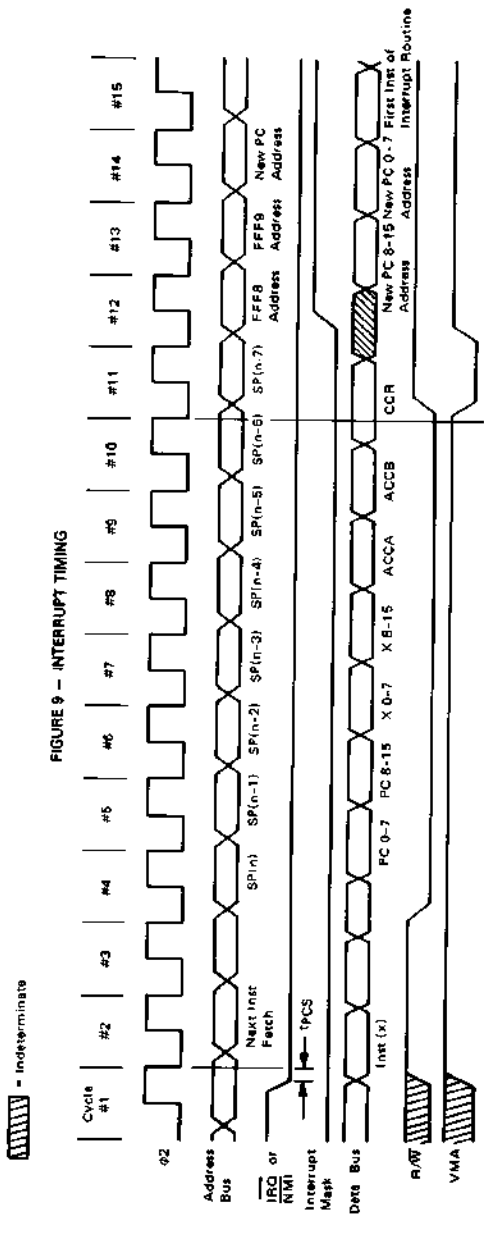 = Indeterminate
FIGURE 9 — INTERRUPT TIMING
Cycle
#1 #2 #3 #4 #5 #6 #7 #8 #9 #10 #11 #12 #13 #14 #15
Φ2
Address
Bus
Next Inst
Fetch
SP(n) SP(n-1) SP(n-2) SP(n-3) SP(n-4) SP(n-5) SP(n-6) SP(n-7)
FFF8
Address
FFF9
Address
New PC
Address
IRQ or
NMI
tPCS
Interrupt
Mask
Data Bus
Inst (x) PC 0-7 PC 8-15 X 0-7 X 8-15 ACCA ACCB CCR
New PC 8-15
Address
New PC 0-7
Address
First Inst of
Interrupt Routine
R/W
VMA